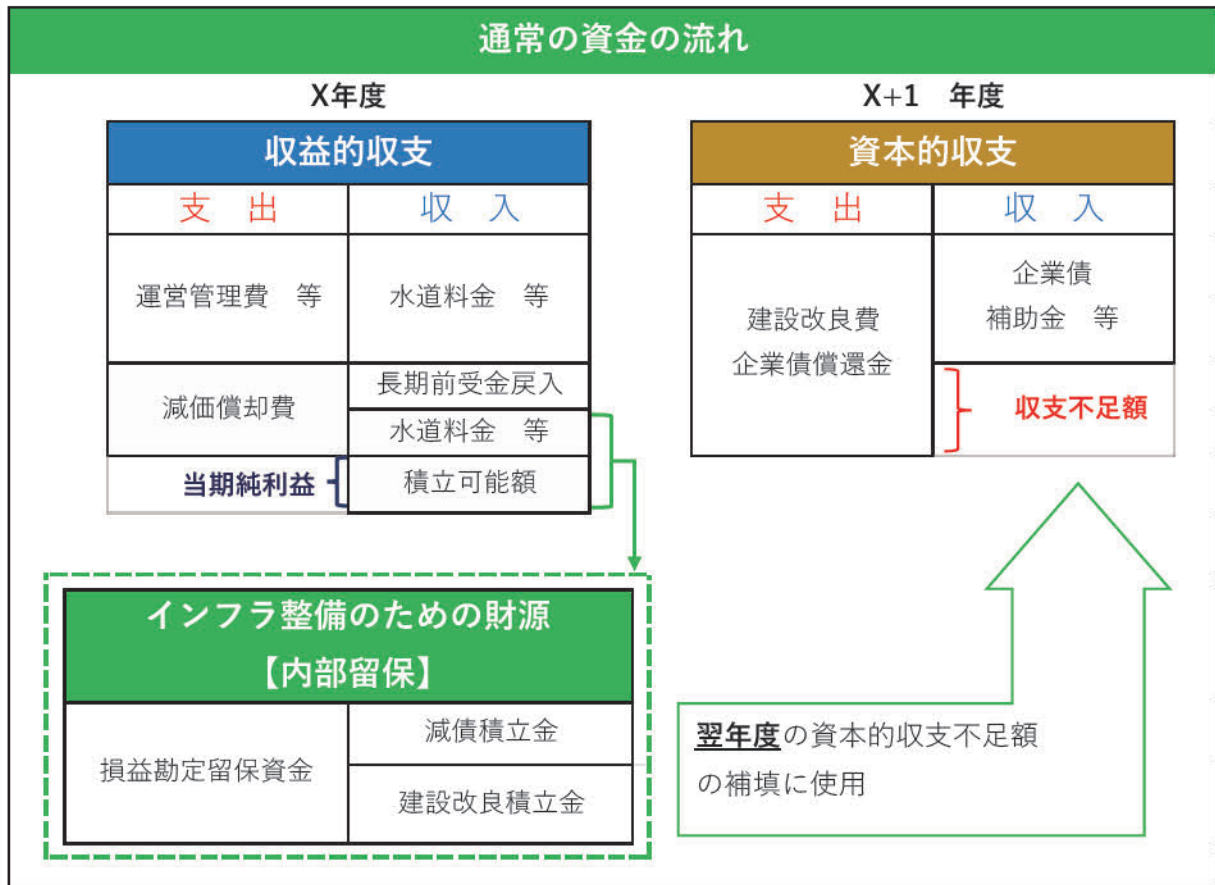 通常の資金の流れ
X年度
収益的収支
支　出
収　入
運営管理費　等
水道料金　等
減価償却費
長期前受金戻入
水道料金　等
当期純利益
積立可能額
X+1　年度
資本的収支
支　出
収　入
建設改良費
企業債償還金
企業債
補助金　等
収支不足額
インフラ整備のための財源
【内部留保】
損益勘定留保資金
減債積立金
建設改良積立金
翌年度の資本的収支不足額
の補填に使用